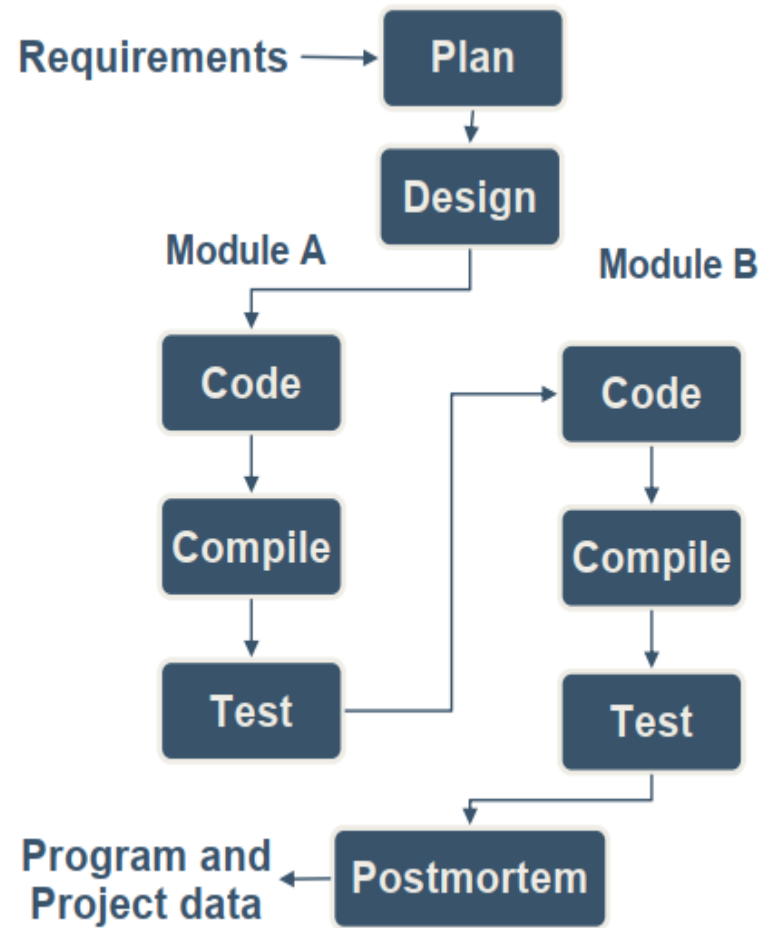 Requirements
Plan
Design
Module A
Module B
Code
Compile
Test
Code
Compile
Test
Postmortem
Program and
Project data